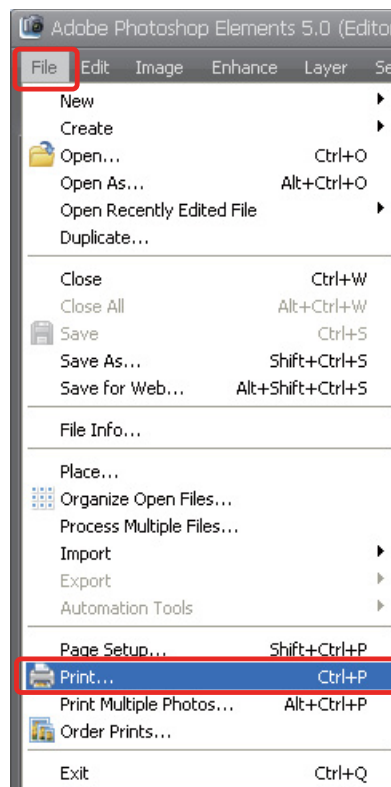 Adobe Photoshop Elements 5.0 (Editor
File Edit Image Enhance Layer Se
New
Create
Open... Ctrl+O
Open As... Alt+Ctrl+O
Open Recently Edited File
Duplicate...
Close Ctrl+W
Close All Alt+Ctrl+W
Save Ctrl+S
Save As... Shift+Ctrl+S
Save for Web... Alt+Shift+Ctrl+S
File Info...
Place...
Organize Open Files...
Process Multiple Files...
Import
Export
Automation Tools
Page Setup... Shift+Ctrl+P
Print... Ctrl+P
Print Multiple Photos... Alt+Ctrl+P
Order Prints...
Exit Ctrl+Q